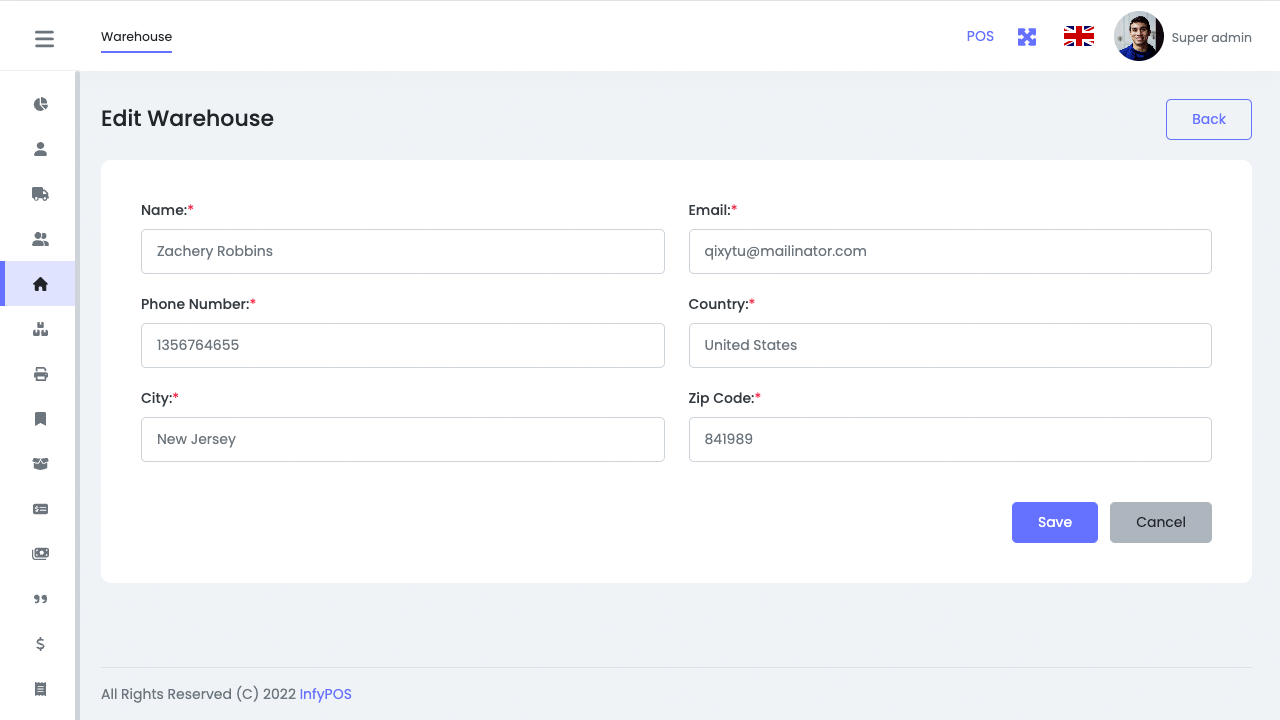 Warehouse
POS
Super admin
Edit Warehouse
Back
Name:*
Email:*
Zachery Robbins
qixytu@mailinator.com
Phone Number:*
Country:*
1356764655
United States
City:*
Zip Code:*
New Jersey
841989
Save
Cancel
All Rights Reserved (C) 2022 InfyPOS